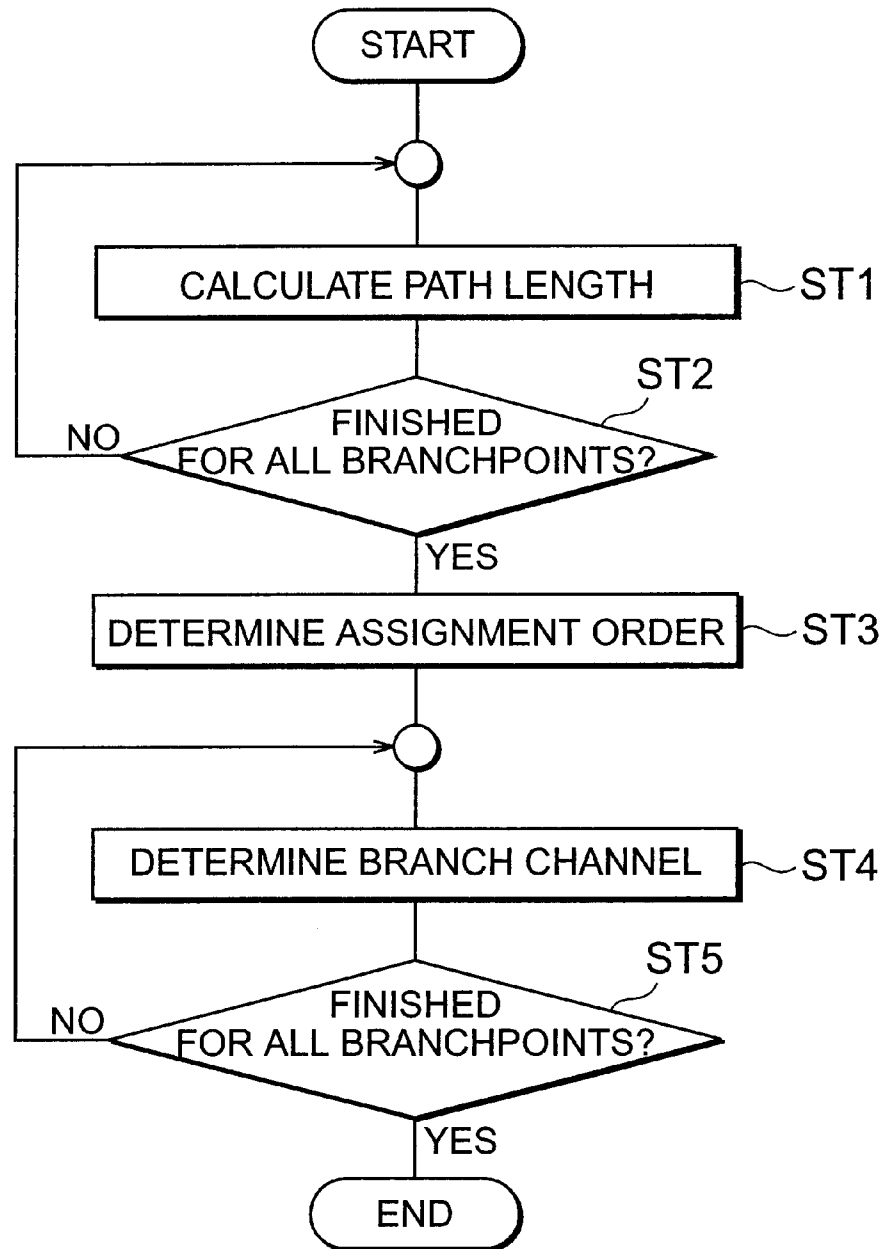 START
CALCULATE PATH LENGTH
ST1
ST2
FINISHED
FOR ALL BRANCHPOINTS?
NO
YES
DETERMINE ASSIGNMENT ORDER
ST3
DETERMINE BRANCH CHANNEL
ST4
ST5
FINISHED
FOR ALL BRANCHPOINTS?
NO
YES
END